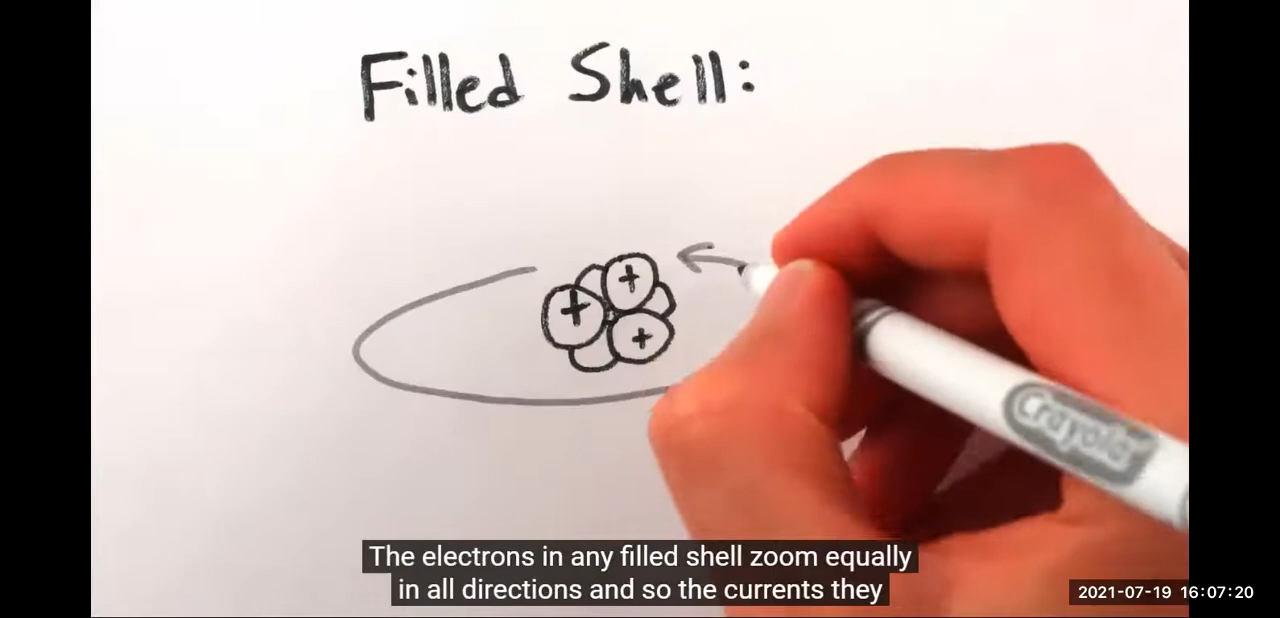 Filled Shell:
+
+
+
Crayola
The electrons in any filled shell zoom equally
in all directions and so the currents they
2021-07-19 16:07:20